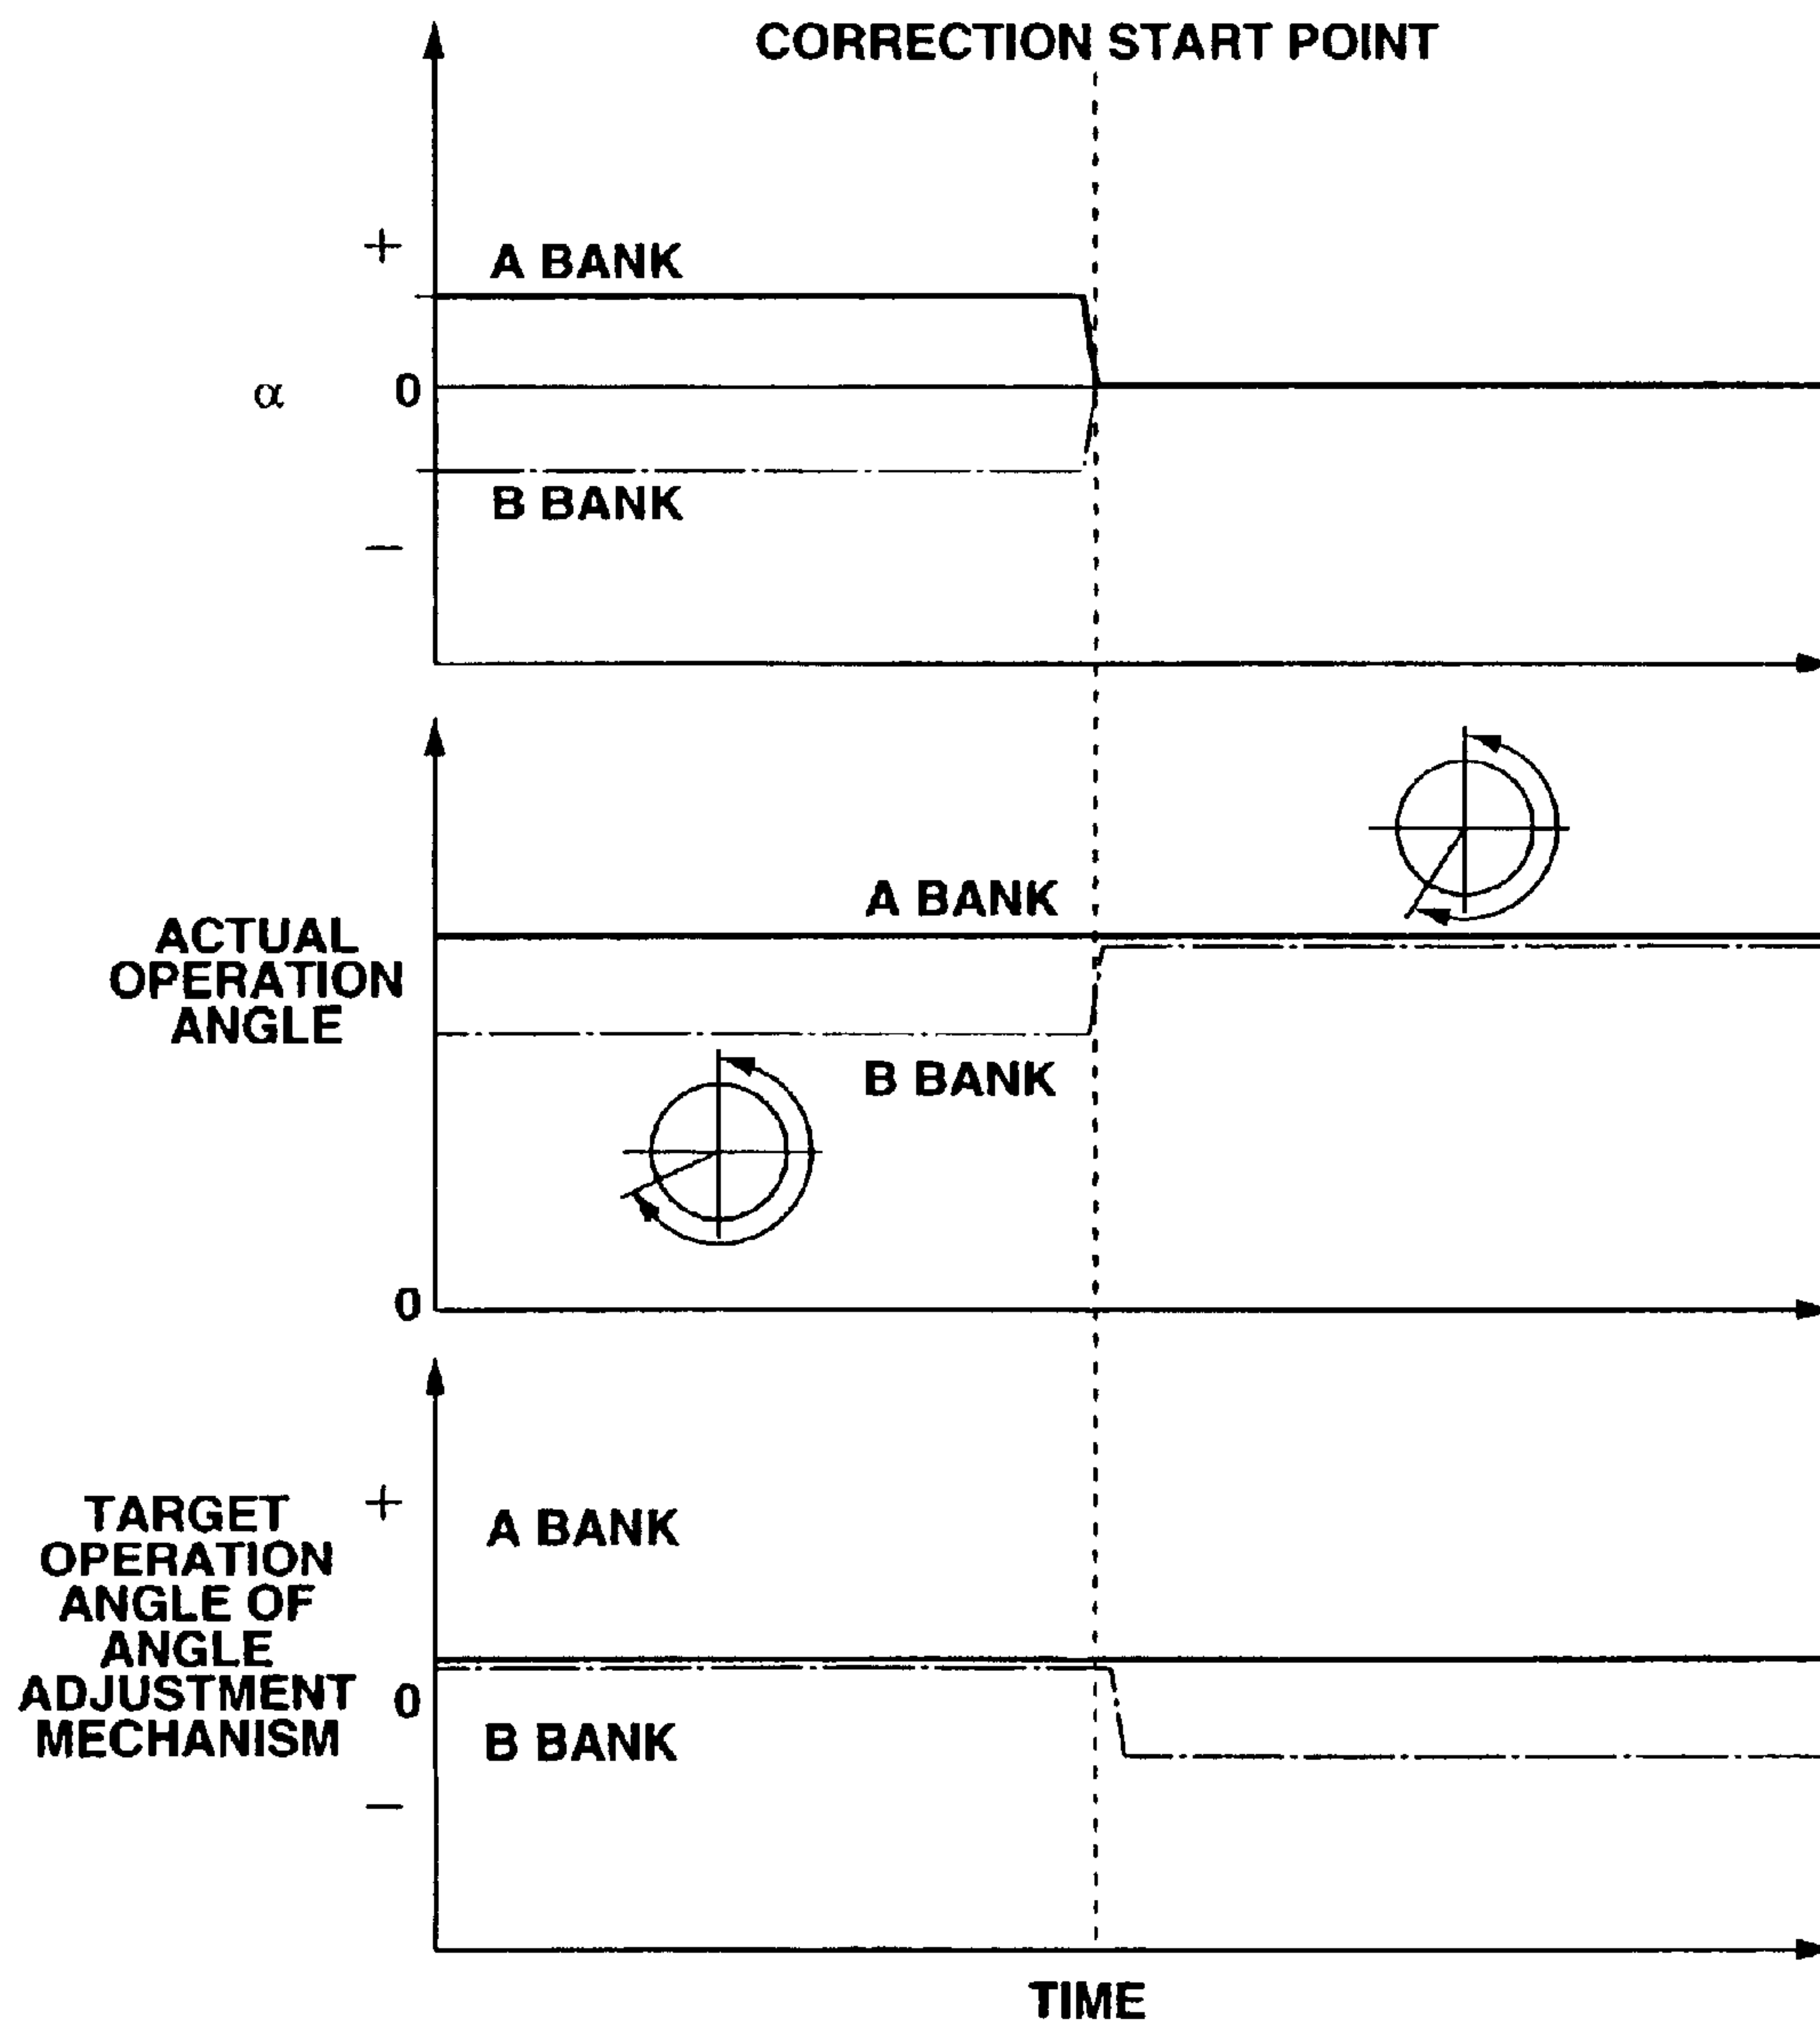 CORRECTION START POINT
+
A BANK
α
0
B BANK
−
A BANK
ACTUAL
OPERATION
ANGLE
B BANK
0
+
A BANK
TARGET
OPERATION
ANGLE OF
ANGLE
ADJUSTMENT
MECHANISM
0
B BANK
−
TIME